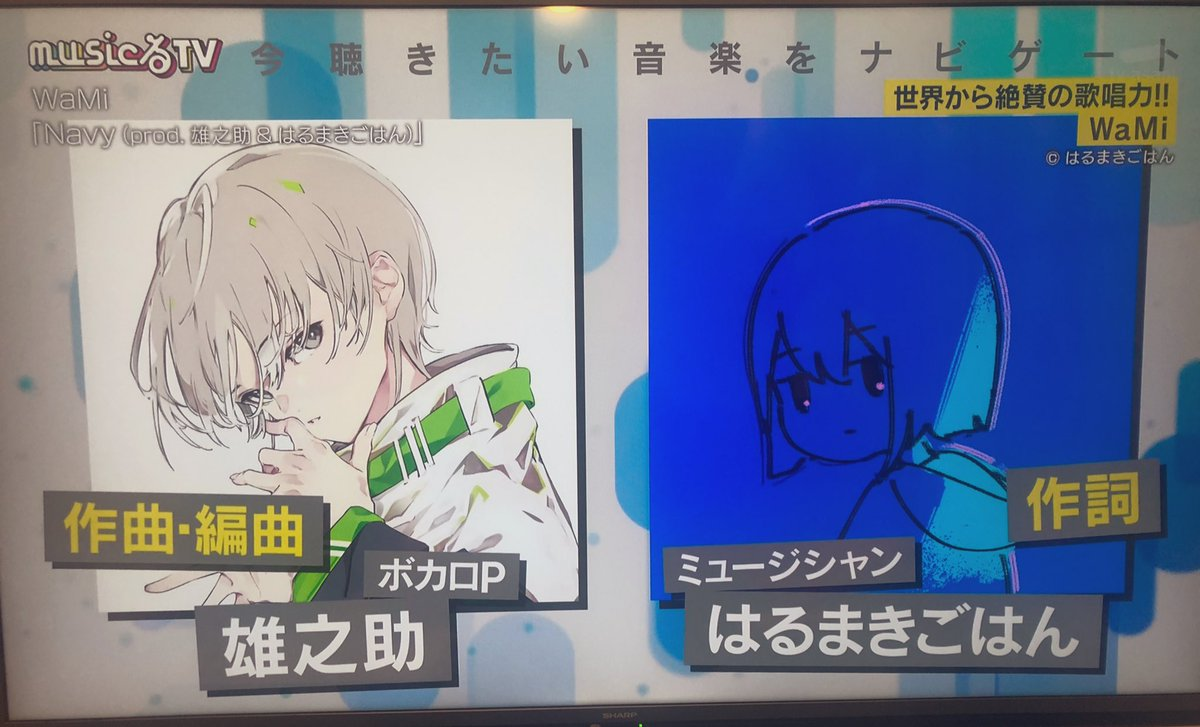 musicるTV
今聴きたい音楽をナビゲート
WaMi
「Navy (prod. 雄之助 & はるまきごはん)」
世界から絶賛の歌唱力!!
WaMi
© はるまきごはん
作曲・編曲
ボカロP
雄之助
作詞
ミュージシャン
はるまきごはん
SHARP